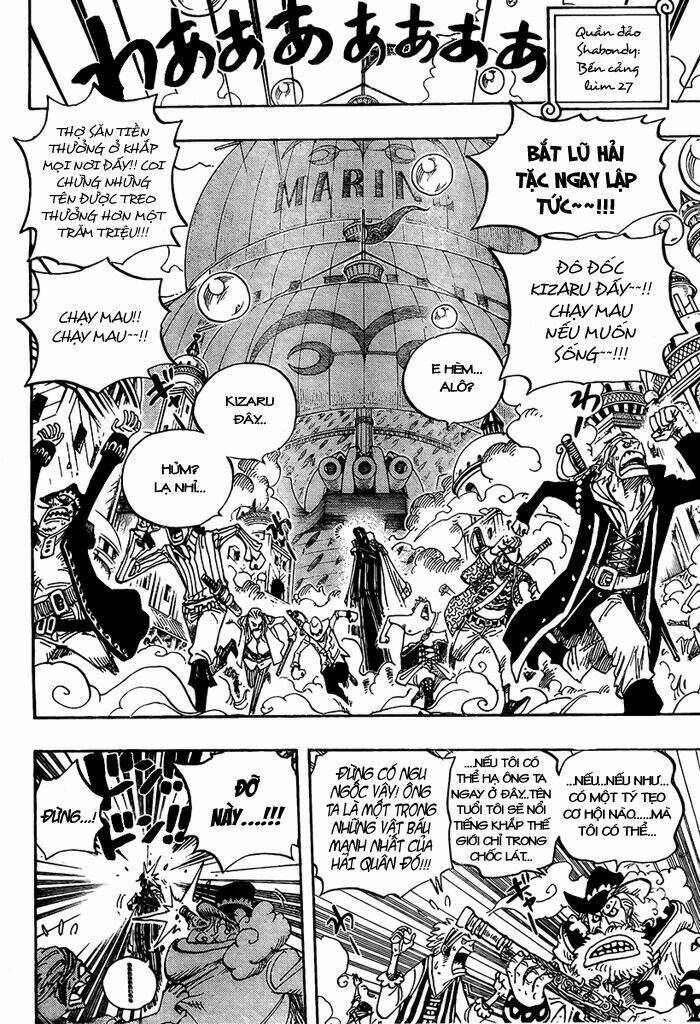 わああああああああ
Quần đảo
Shabondy:
Bến cảng
lùm 27
BẮT LŨ HẢI
TẶC NGAY LẬP
TỨC~~!!!
ĐÔ ĐỐC
KIZARU ĐẤY~~!!
CHẠY MAU
NẾU MUỐN
SỐNG~~!!!
THỢ SĂN TIỀN
THƯỞNG Ở KHẮP
MỌI NƠI ĐẤY!! COI
CHỪNG NHỮNG
TÊN ĐƯỢC TREO
THƯỞNG HƠN MỘT
TRĂM TRIỆU!!!
CHẠY MAU!!
CHẠY MAU~~!!
MARIN
E HÈM..
ALÔ?
KIZARU
ĐÂY...
HỬM?
LẠ NHỈ...
...NẾU..NẾU NHƯ...
CÓ MỘT TÝ TẸO
CƠ HỘI NÀO.....MÀ
TÔI CÓ THỂ...
...NẾU TÔI CÓ
THỂ HẠ ÔNG TA
NGAY Ở ĐÂY..TÊN
TUỔI TÔI SẼ NỔI
TIẾNG KHẮP THẾ
GIỚI CHỈ TRONG
CHỐC LÁT...
ĐỪNG CÓ NGU
NGỐC VẬY! ÔNG
TA LÀ MỘT TRONG
NHỮNG VẬT BÁU
MẠNH NHẤT CỦA
HẢI QUÂN ĐÓ!!!
ĐỠ
NÀY....!!!
ĐỪNG...!
ドドォン!!